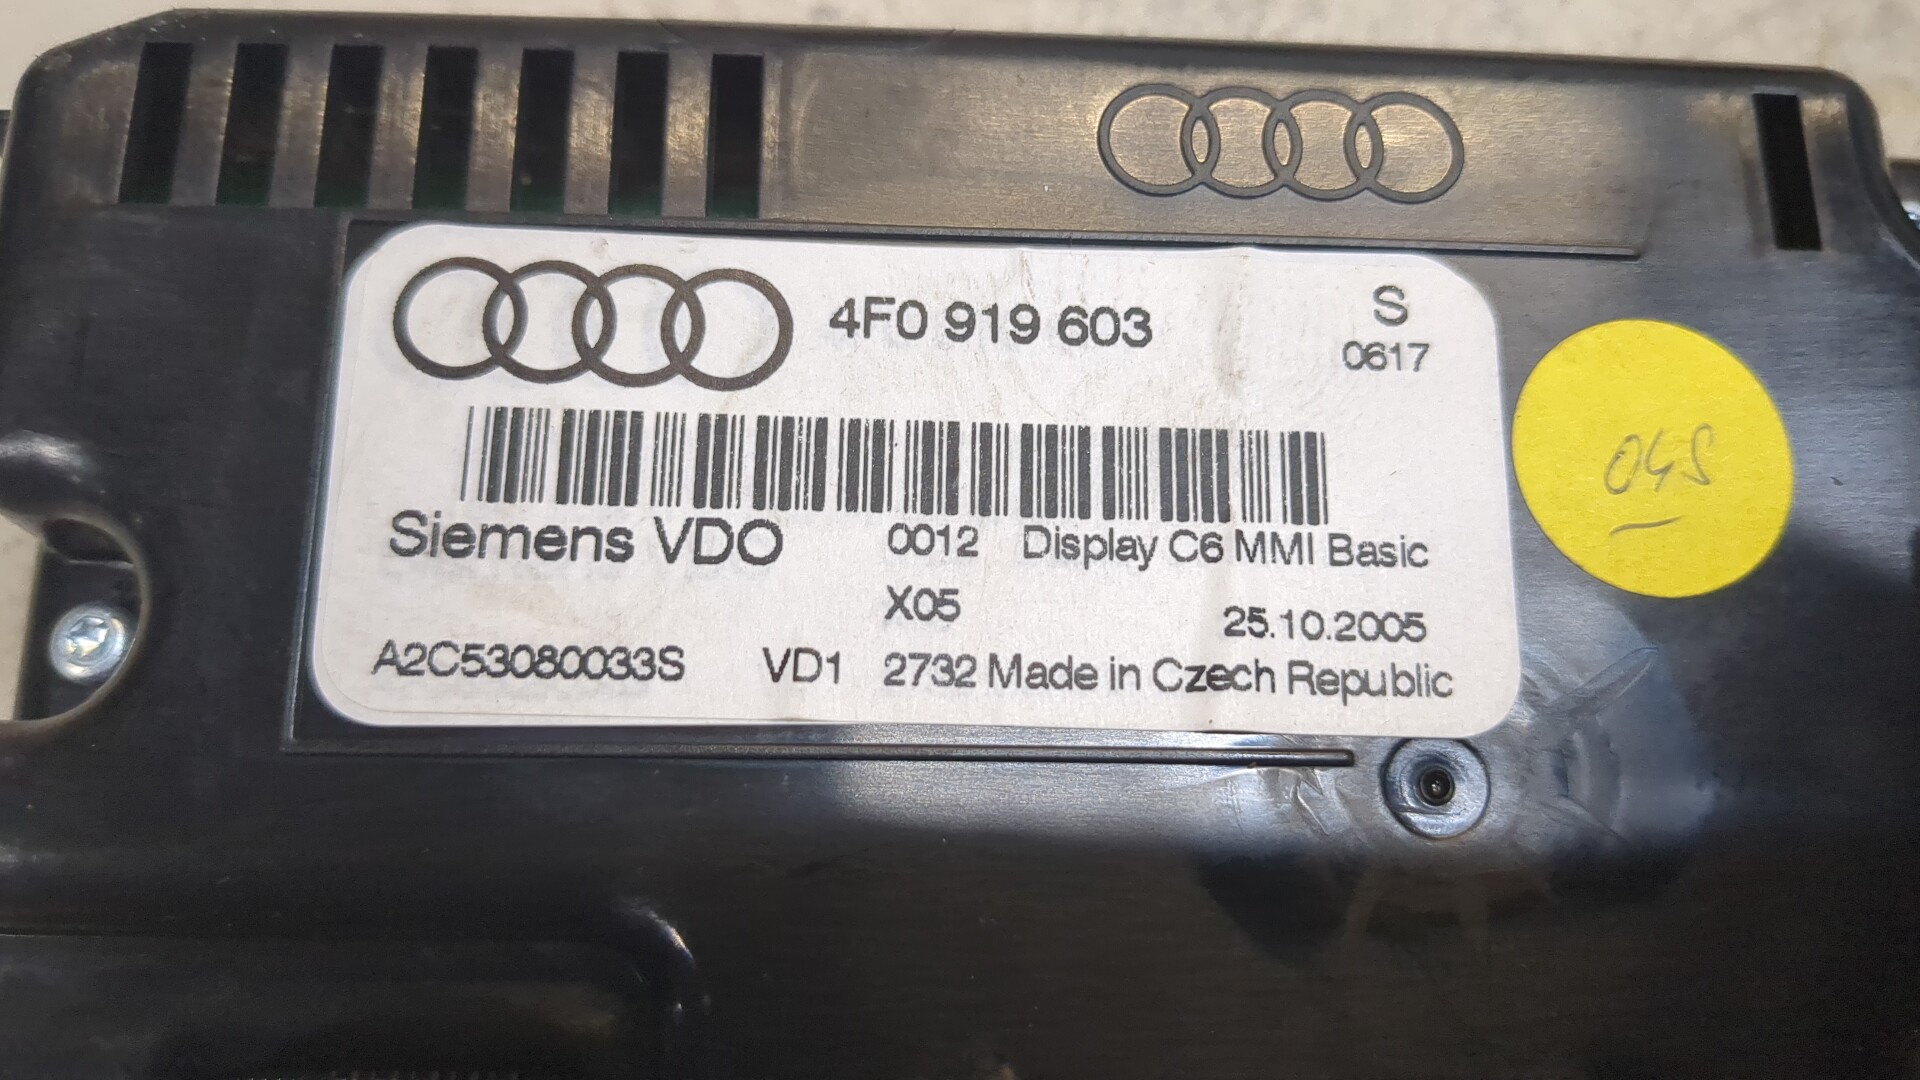 4F0 919 603
S
0617
Siemens VDO 0012 Display C6 MMI Basic
X05 25.10.2005
A2C53080033S VD1 2732 Made in Czech Republic